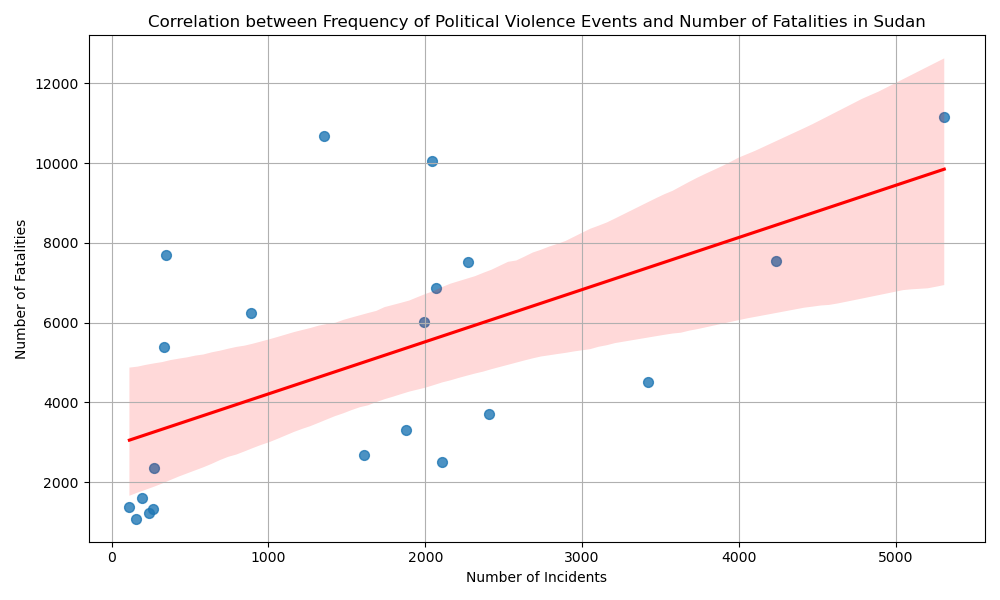 Correlation between Frequency of Political Violence Events and Number of Fatalities in Sudan
12000
10000
8000
6000
4000
2000
Number of Fatalities
0 1000 2000 3000 4000 5000
Number of Incidents